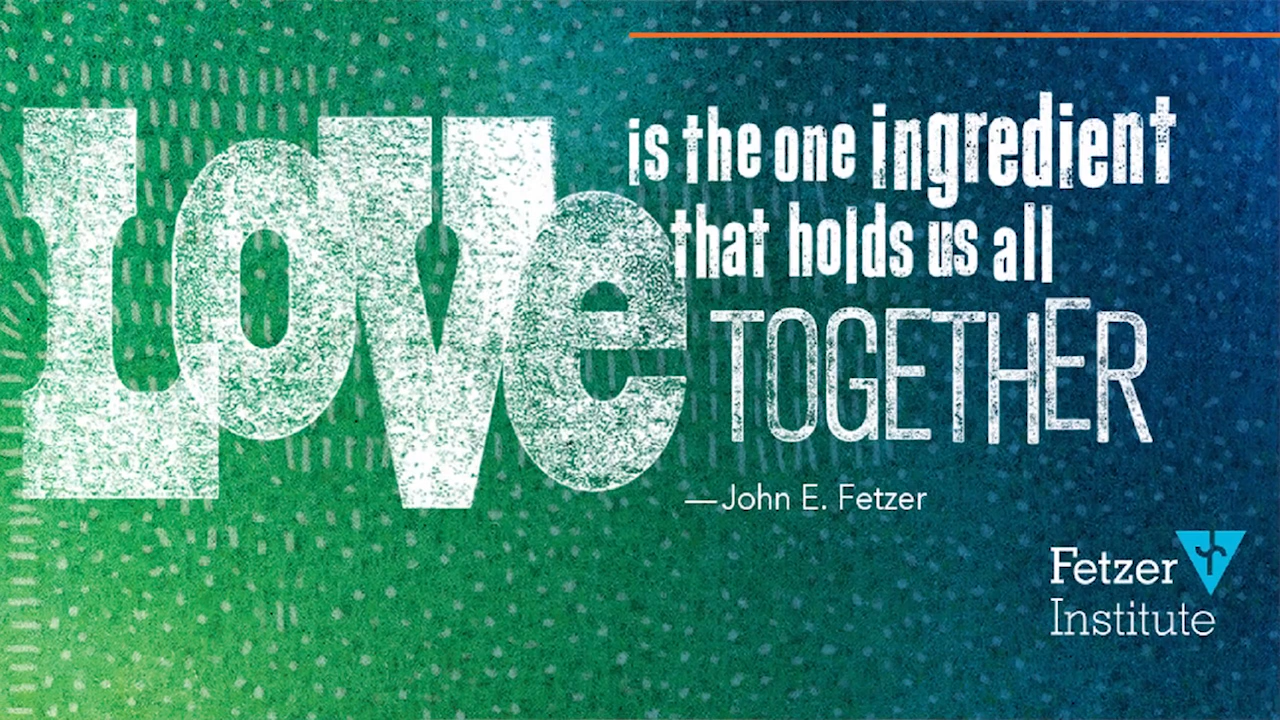 Love
is the one ingredient
that holds us all
TOGETHER
—John E. Fetzer
Fetzer
Institute